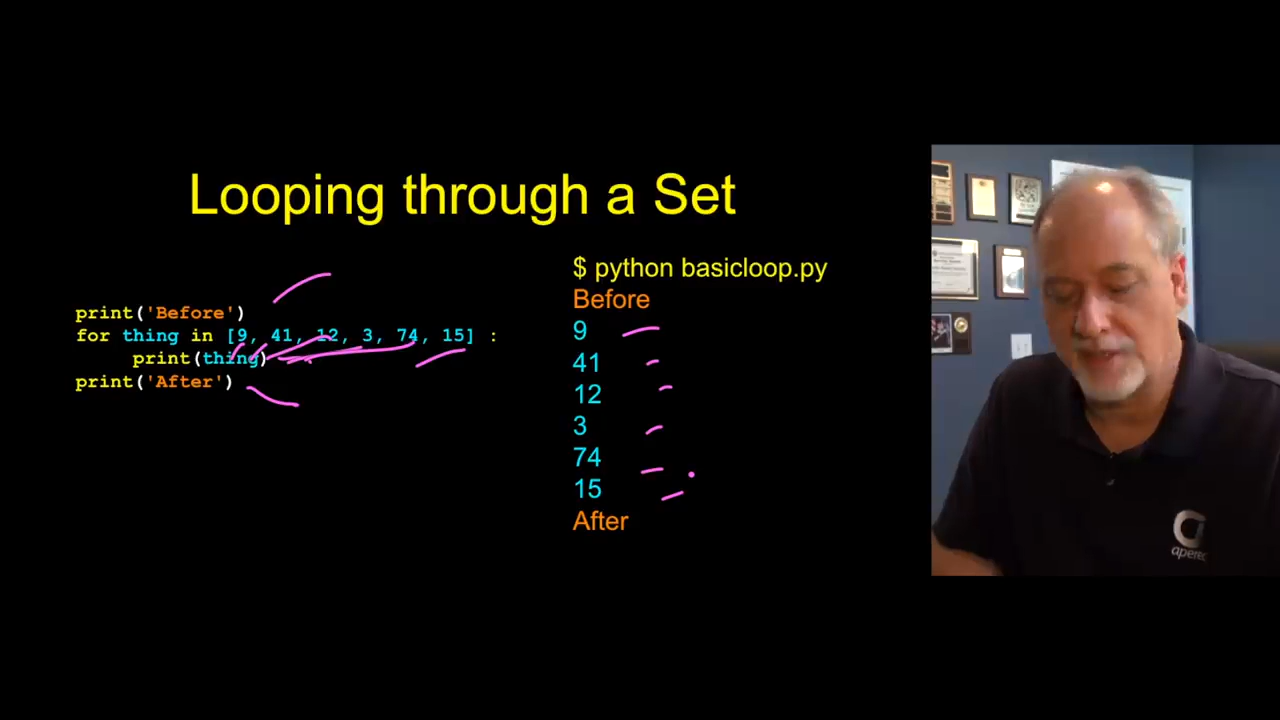 Looping through a Set
print('Before')
for thing in [9, 41, 12, 3, 74, 15] :
     print(thing)
print('After')
$ python basicloop.py
Before
9
41
12
3
74
15
After